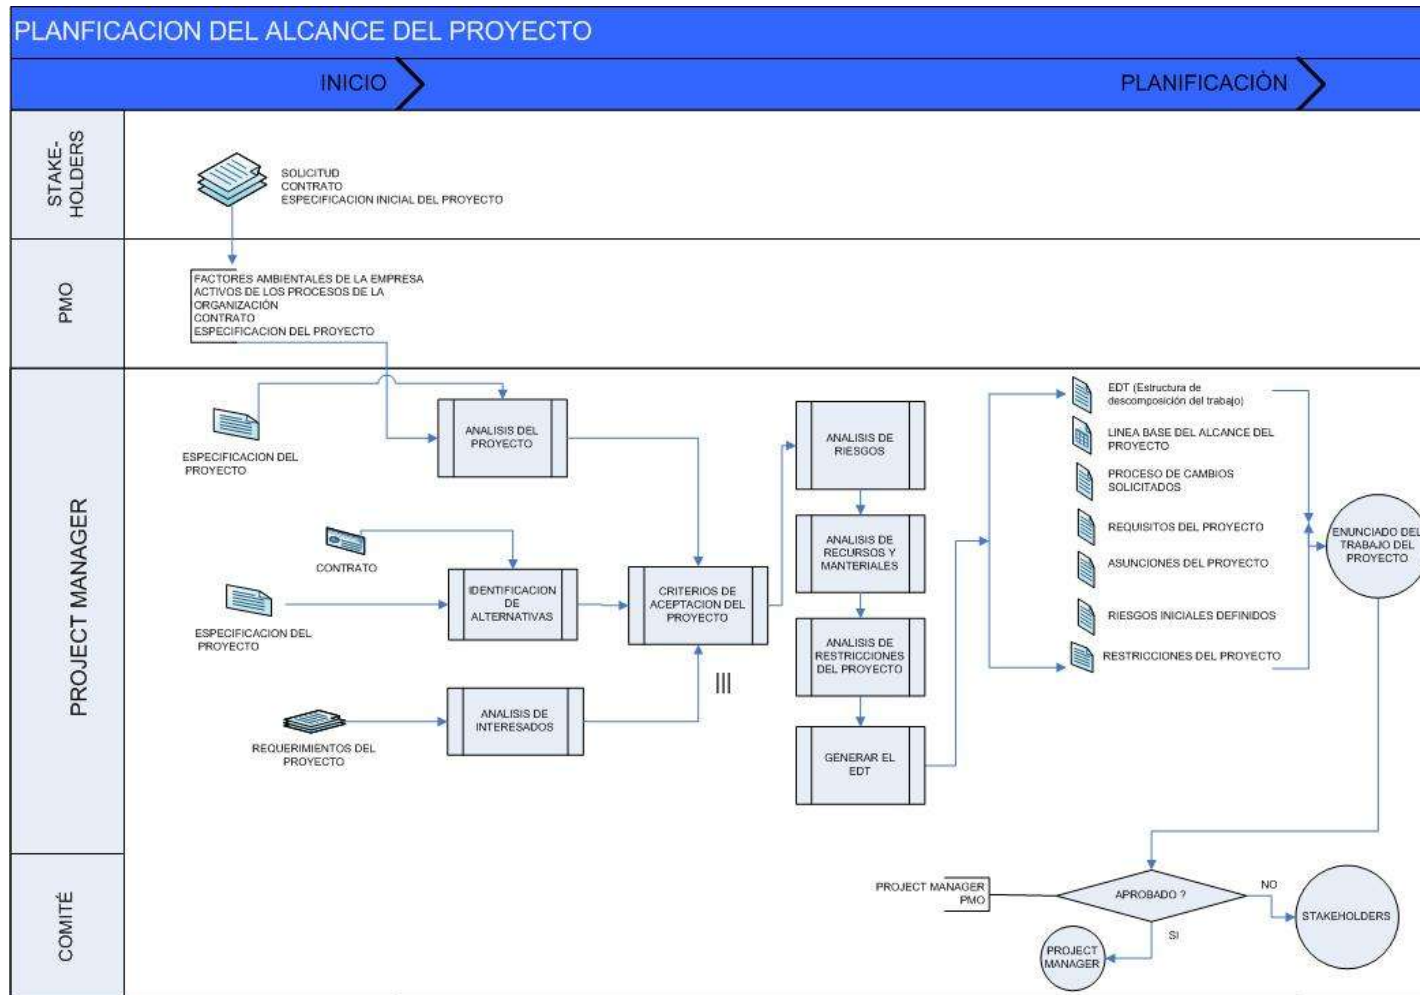 PLANFICACION DEL ALCANCE DEL PROYECTO
INICIO
PLANIFICACIÒN
STAKE-
HOLDERS
SOLICITUD
CONTRATO
ESPECIFICACION INICIAL DEL PROYECTO
PMO
FACTORES AMBIENTALES DE LA EMPRESA
ACTIVOS DE LOS PROCESOS DE LA
ORGANIZACIÓN
CONTRATO
ESPECIFICACION DEL PROYECTO
PROJECT MANAGER
ESPECIFICACION DEL
PROYECTO
ANALISIS DEL
PROYECTO
CONTRATO
ESPECIFICACION DEL
PROYECTO
IDENTIFICACION
DE
ALTERNATIVAS
REQUERIMIENTOS DEL
PROYECTO
ANALISIS DE
INTERESADOS
CRITERIOS DE
ACEPTACION DEL
PROYECTO
ANALISIS DE
RIESGOS
ANALISIS DE
RECURSOS Y
MANTERIALES
ANALISIS DE
RESTRICCIONES
DEL PROYECTO
GENERAR EL
EDT
EDT (Estructura de
descomposición del trabajo)
LINEA BASE DEL ALCANCE DEL
PROYECTO
PROCESO DE CAMBIOS
SOLICITADOS
REQUISITOS DEL PROYECTO
ASUNCIONES DEL PROYECTO
RIESGOS INICIALES DEFINIDOS
RESTRICCIONES DEL PROYECTO
ENUNCIADO DEL
TRABAJO DEL
PROYECTO
COMITÉ
PROJECT MANAGER
PMO
APROBADO ?
NO
STAKEHOLDERS
SI
PROJECT
MANAGER